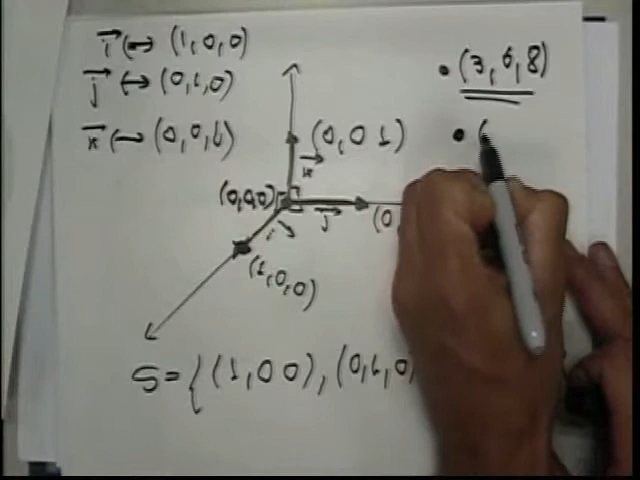 i ↔ (1,0,0)
j ↔ (0,1,0)
k ↔ (0,0,1)
• (3,6,8)
• (
(0,0 1)
k
(0,0,0)
j
(0
i
(1,0,0)
S = {(1,0 0), (0,1,0